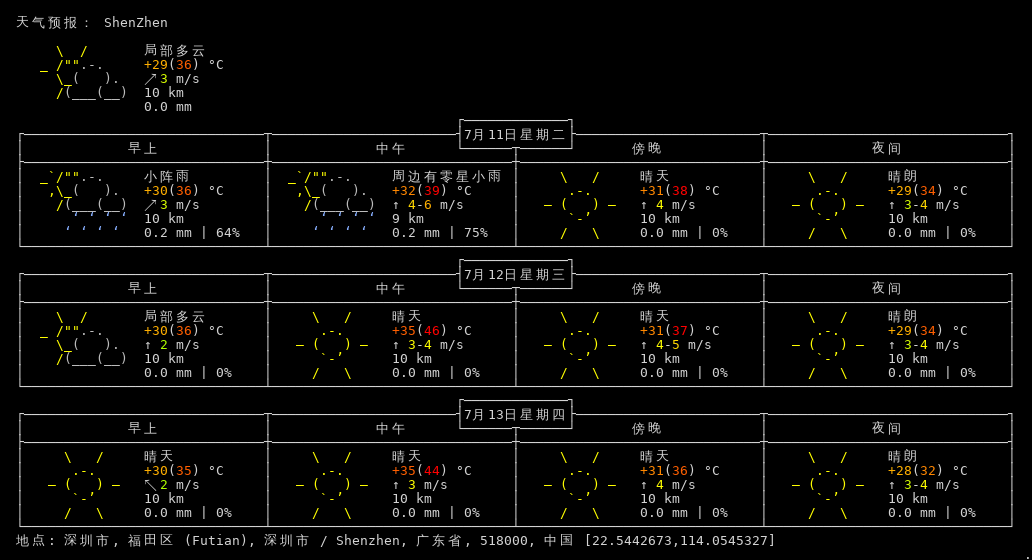 天气预报： ShenZhen
局部多云
+29(36) °C
↗3 m/s
10 km
0.0 mm
7月11日星期二
早上 中午 傍晚 夜间
小阵雨 周边有零星小雨 晴天 晴朗
+30(36) °C +32(39) °C +31(38) °C +29(34) °C
↗3 m/s ↑ 4-6 m/s ↑ 4 m/s ↑ 3-4 m/s
10 km 9 km 10 km 10 km
0.2 mm | 64% 0.2 mm | 75% 0.0 mm | 0% 0.0 mm | 0%
7月12日星期三
早上 中午 傍晚 夜间
局部多云 晴天 晴天 晴朗
+30(36) °C +35(46) °C +31(37) °C +29(34) °C
↑ 2 m/s ↑ 3-4 m/s ↑ 4-5 m/s ↑ 3-4 m/s
10 km 10 km 10 km 10 km
0.0 mm | 0% 0.0 mm | 0% 0.0 mm | 0% 0.0 mm | 0%
7月13日星期四
早上 中午 傍晚 夜间
晴天 晴天 晴天 晴朗
+30(35) °C +35(44) °C +31(36) °C +28(32) °C
↖2 m/s ↑ 3 m/s ↑ 4 m/s ↑ 3-4 m/s
10 km 10 km 10 km 10 km
0.0 mm | 0% 0.0 mm | 0% 0.0 mm | 0% 0.0 mm | 0%
地点: 深圳市, 福田区 (Futian), 深圳市 / Shenzhen, 广东省, 518000, 中国 [22.5442673,114.0545327]